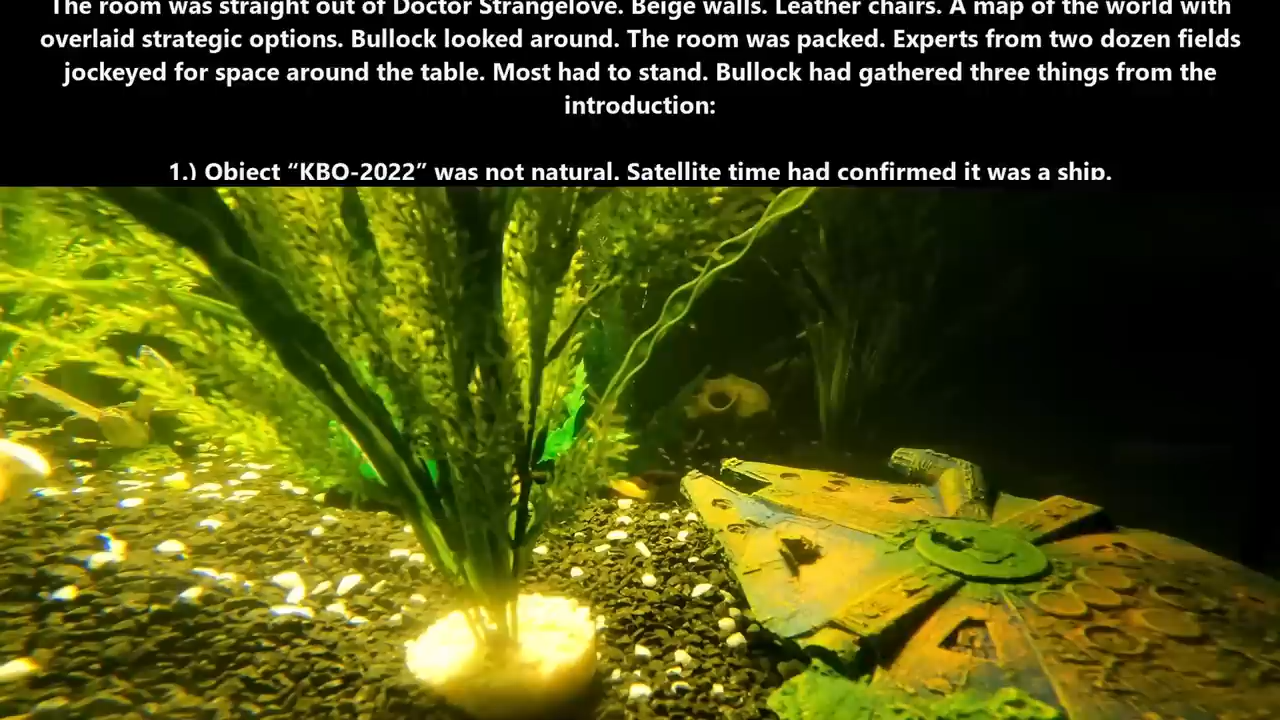 The room was straight out of Doctor Strangelove. Beige walls. Leather chairs. A map of the world with
overlaid strategic options. Bullock looked around. The room was packed. Experts from two dozen fields
jockeyed for space around the table. Most had to stand. Bullock had gathered three things from the
introduction:
1.) Object “KBO-2022” was not natural. Satellite time had confirmed it was a ship.